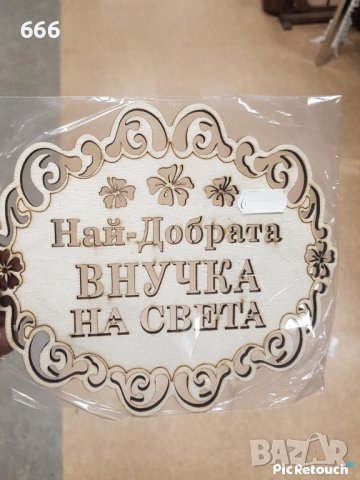 666
Най-Добрата
ВНУЧКА
НА СВЕТА
BAZAR
PicRetouch